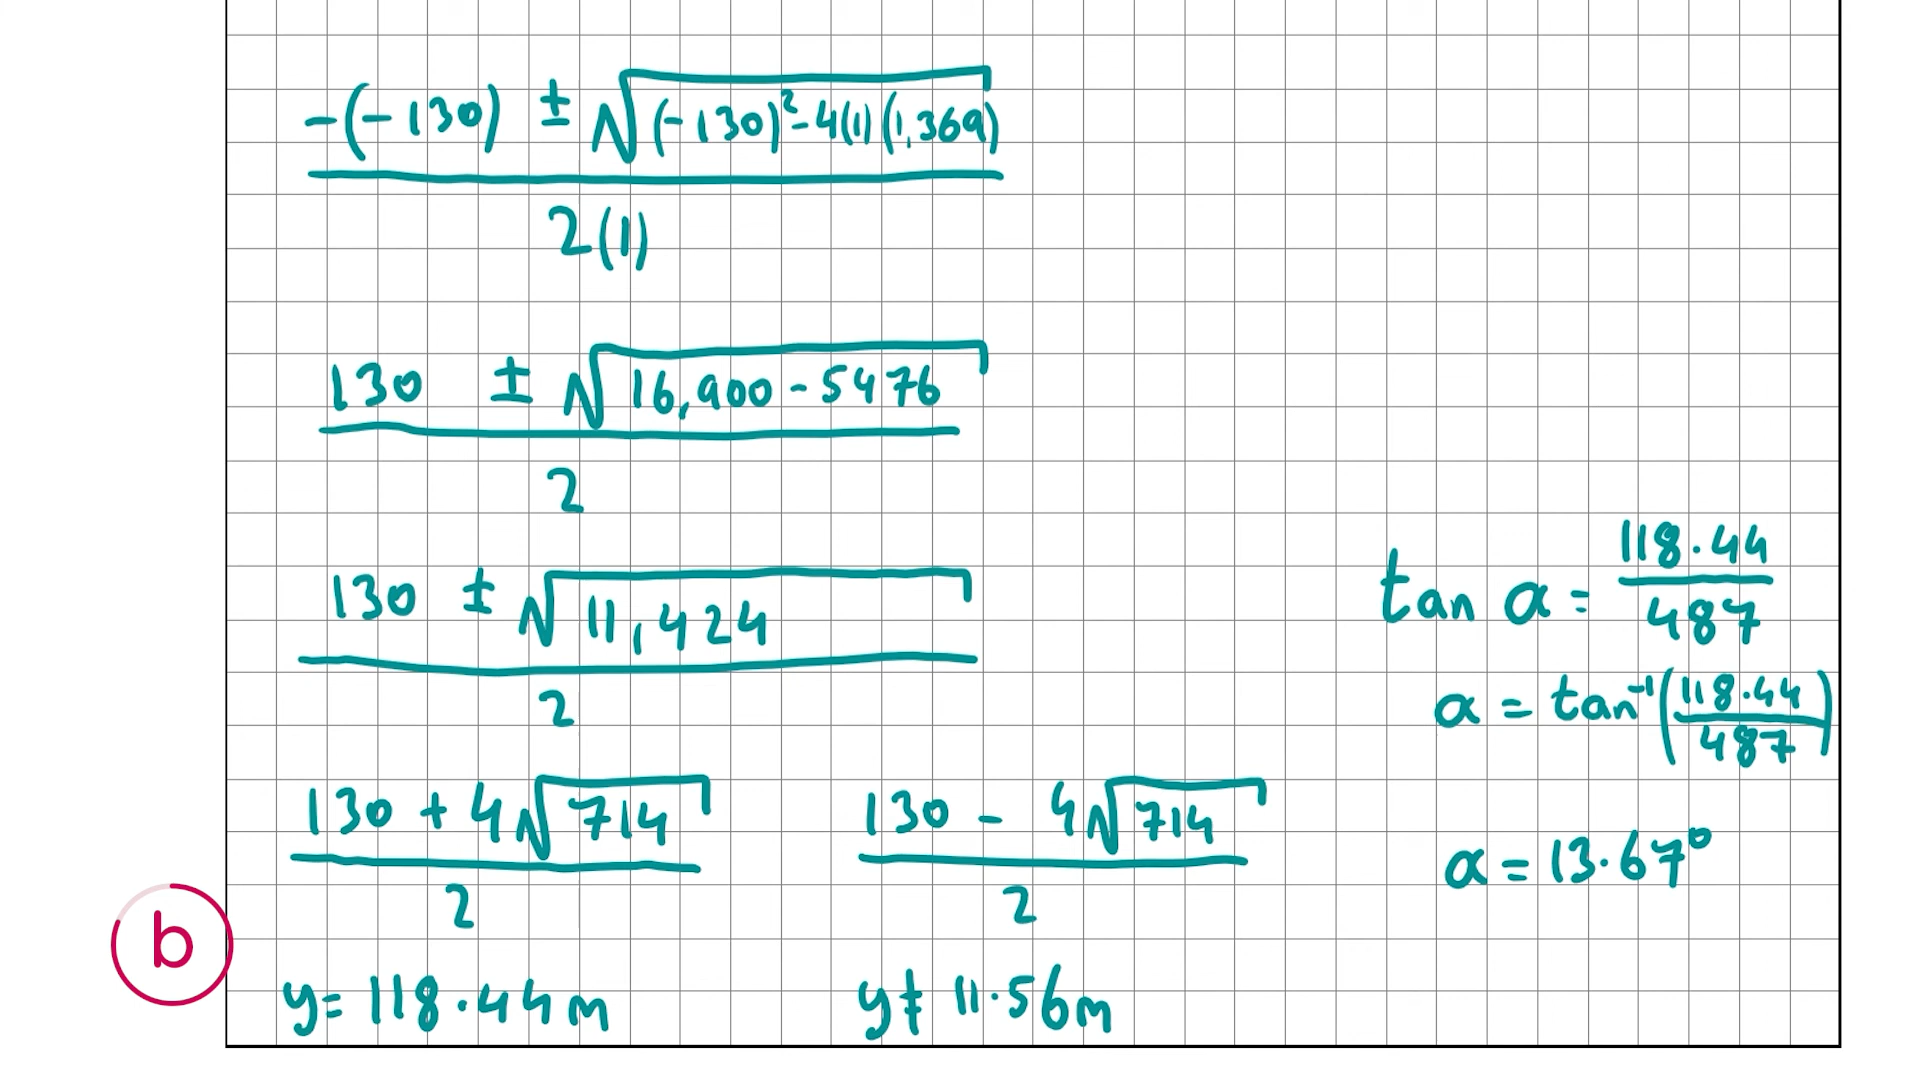 -(-130) ± √(-130)²-4(1)(1,369)
2(1)
130 ± √16,900-5476
2
130 ± √11,424
2
130 + 4√714
2
y = 118.44m
130 - 4√714
2
y ≠ 11.56m
tan α = 118.44
487
α = tan⁻¹(118.44
487)
α = 13.67°
b